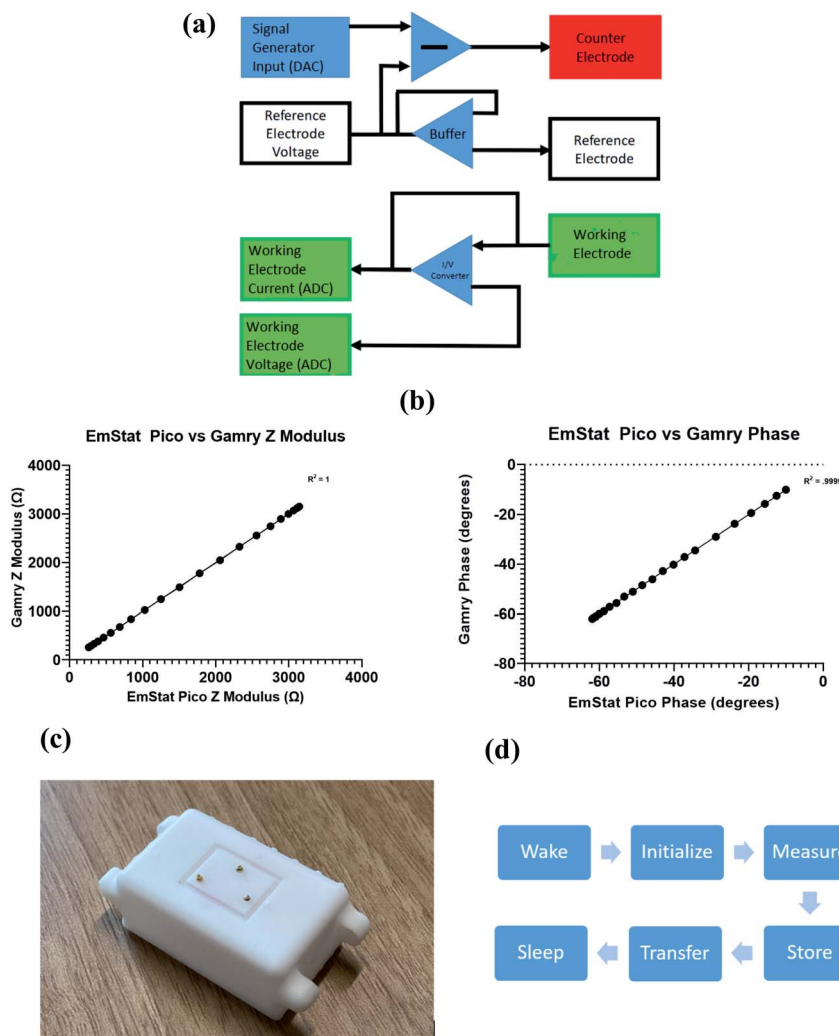 (a)
Signal
Generator
Input (DAC)
Counter
Electrode
Reference
Electrode
Voltage
Buffer
Reference
Electrode
Working
Electrode
Current (ADC)
I/V
Converter
Working
Electrode
Working
Electrode
Voltage (ADC)
(b)
EmStat Pico vs Gamry Z Modulus
Gamry Z Modulus (Ω)
4000
3000
2000
1000
0
R² = 1
0
1000
2000
3000
4000
EmStat Pico Z Modulus (Ω)
EmStat Pico vs Gamry Phase
Gamry Phase (degrees)
0
-20
-40
-60
-80
R² = .9999
-80
-60
-40
-20
0
EmStat Pico Phase (degrees)
(c)
(d)
Wake
Initialize
Measure
Sleep
Transfer
Store